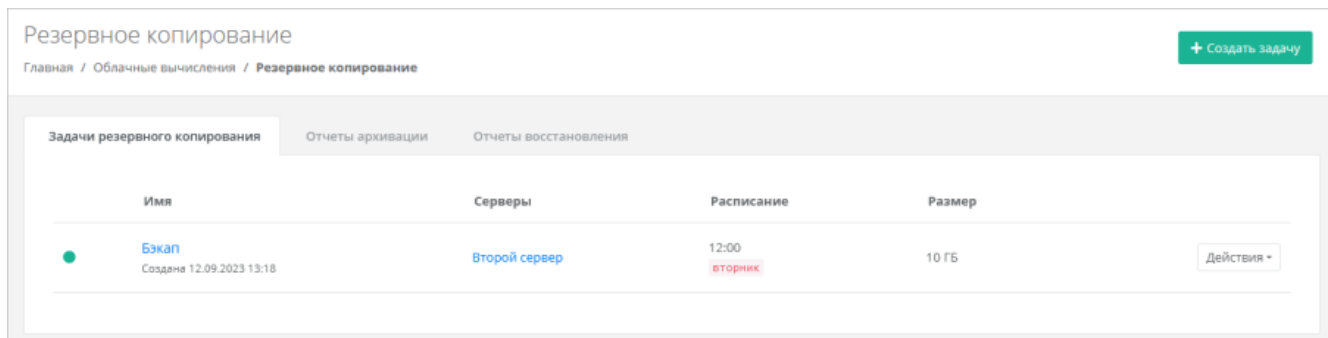 Резервное копирование
+ Создать задачу
Главная / Облачные вычисления / Резервное копирование
Задачи резервного копирования Отчеты архивации Отчеты восстановления
Имя Серверы Расписание Размер
Бэкап Второй сервер 12:00 10 ГБ Действия
Создана 12.09.2023 13:18 вторник